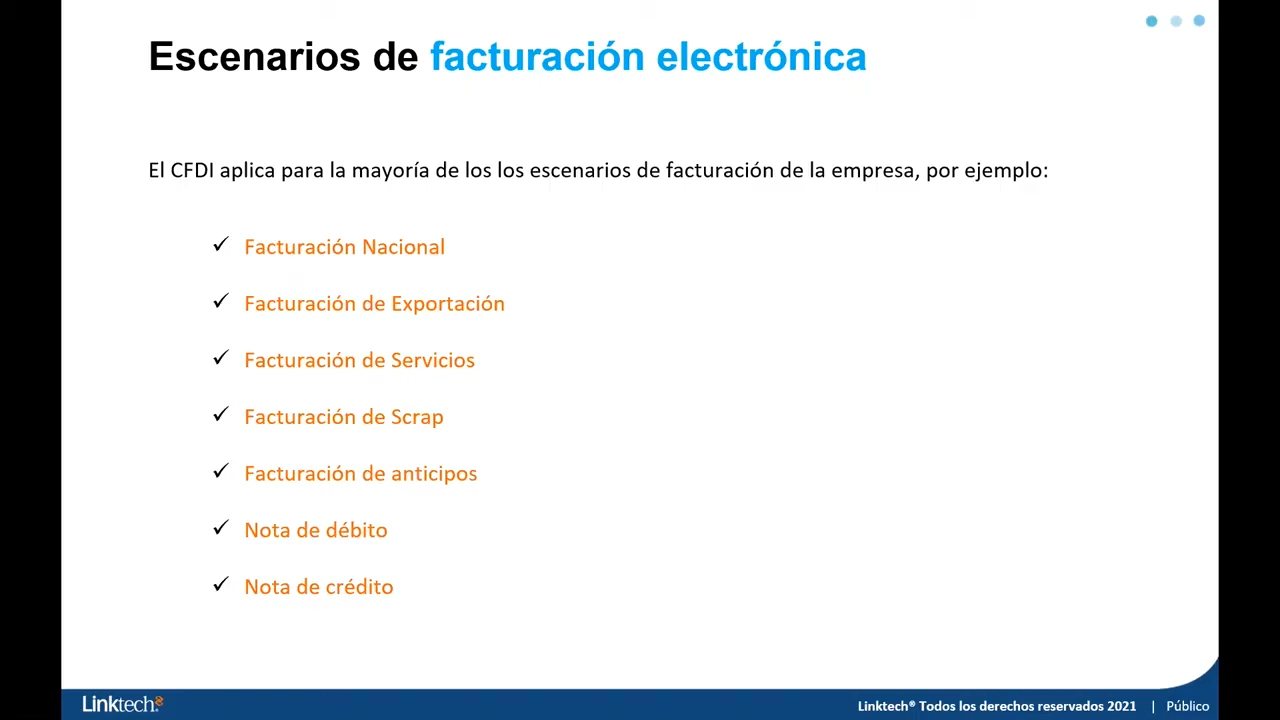 Escenarios de facturación electrónica
El CFDI aplica para la mayoría de los los escenarios de facturación de la empresa, por ejemplo:
✓ Facturación Nacional
✓ Facturación de Exportación
✓ Facturación de Servicios
✓ Facturación de Scrap
✓ Facturación de anticipos
✓ Nota de débito
✓ Nota de crédito
Linktech®
Linktech® Todos los derechos reservados 2021 | Público